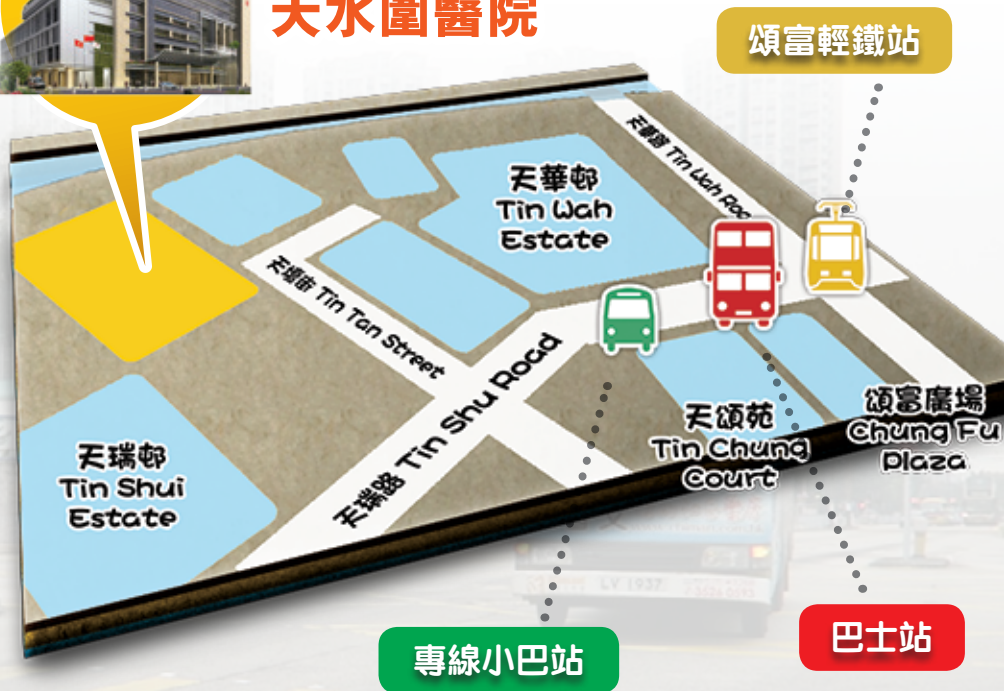 天水圍醫院
頌富輕鐵站
天華路 Tin Wah Road
天華邨
Tin Wah
Estate
天壇街 Tin Tan Street
天瑞路 Tin Shu Road
天頌苑
Tin Chung
Court
頌富廣場
Chung Fu
Plaza
天瑞邨
Tin Shui
Estate
LV 1937
專線小巴站
巴士站